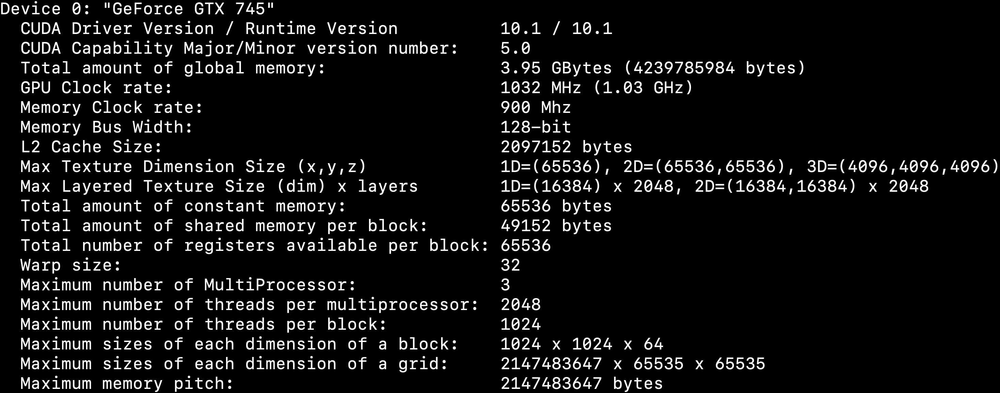 Device 0: "GeForce GTX 745"
CUDA Driver Version / Runtime Version 10.1 / 10.1
CUDA Capability Major/Minor version number: 5.0
Total amount of global memory: 3.95 GBytes (4239785984 bytes)
GPU Clock rate: 1032 MHz (1.03 GHz)
Memory Clock rate: 900 Mhz
Memory Bus Width: 128-bit
L2 Cache Size: 2097152 bytes
Max Texture Dimension Size (x,y,z) 1D=(65536), 2D=(65536,65536), 3D=(4096,4096,4096)
Max Layered Texture Size (dim) x layers 1D=(16384) x 2048, 2D=(16384,16384) x 2048
Total amount of constant memory: 65536 bytes
Total amount of shared memory per block: 49152 bytes
Total number of registers available per block: 65536
Warp size: 32
Maximum number of MultiProcessor: 3
Maximum number of threads per multiprocessor: 2048
Maximum number of threads per block: 1024
Maximum sizes of each dimension of a block: 1024 x 1024 x 64
Maximum sizes of each dimension of a grid: 2147483647 x 65535 x 65535
Maximum memory pitch: 2147483647 bytes